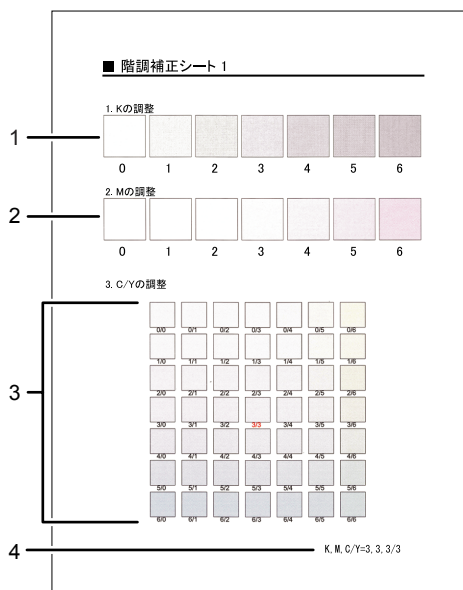 ■ 階調補正シート 1
1. Kの調整
1
0 1 2 3 4 5 6
2. Mの調整
2
0 1 2 3 4 5 6
3. C/Yの調整
0/0 0/1 0/2 0/3 0/4 0/5 0/6
1/0 1/1 1/2 1/3 1/4 1/5 1/6
2/0 2/1 2/2 2/3 2/4 2/5 2/6
3
3/0 3/1 3/2 3/3 3/4 3/5 3/6
4/0 4/1 4/2 4/3 4/4 4/5 4/6
5/0 5/1 5/2 5/3 5/4 5/5 5/6
6/0 6/1 6/2 6/3 6/4 6/5 6/6
4
K, M, C/Y=3, 3, 3/3